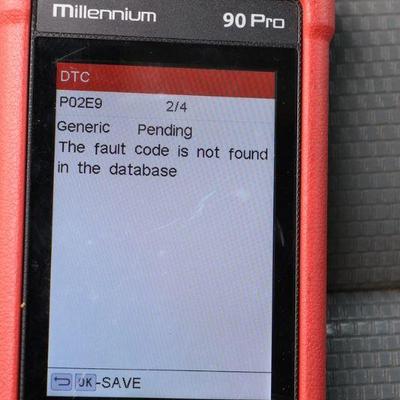 Millennium 90 Pro
DTC
P02E9 2/4
Generic Pending
The fault code is not found
in the database
OK-SAVE